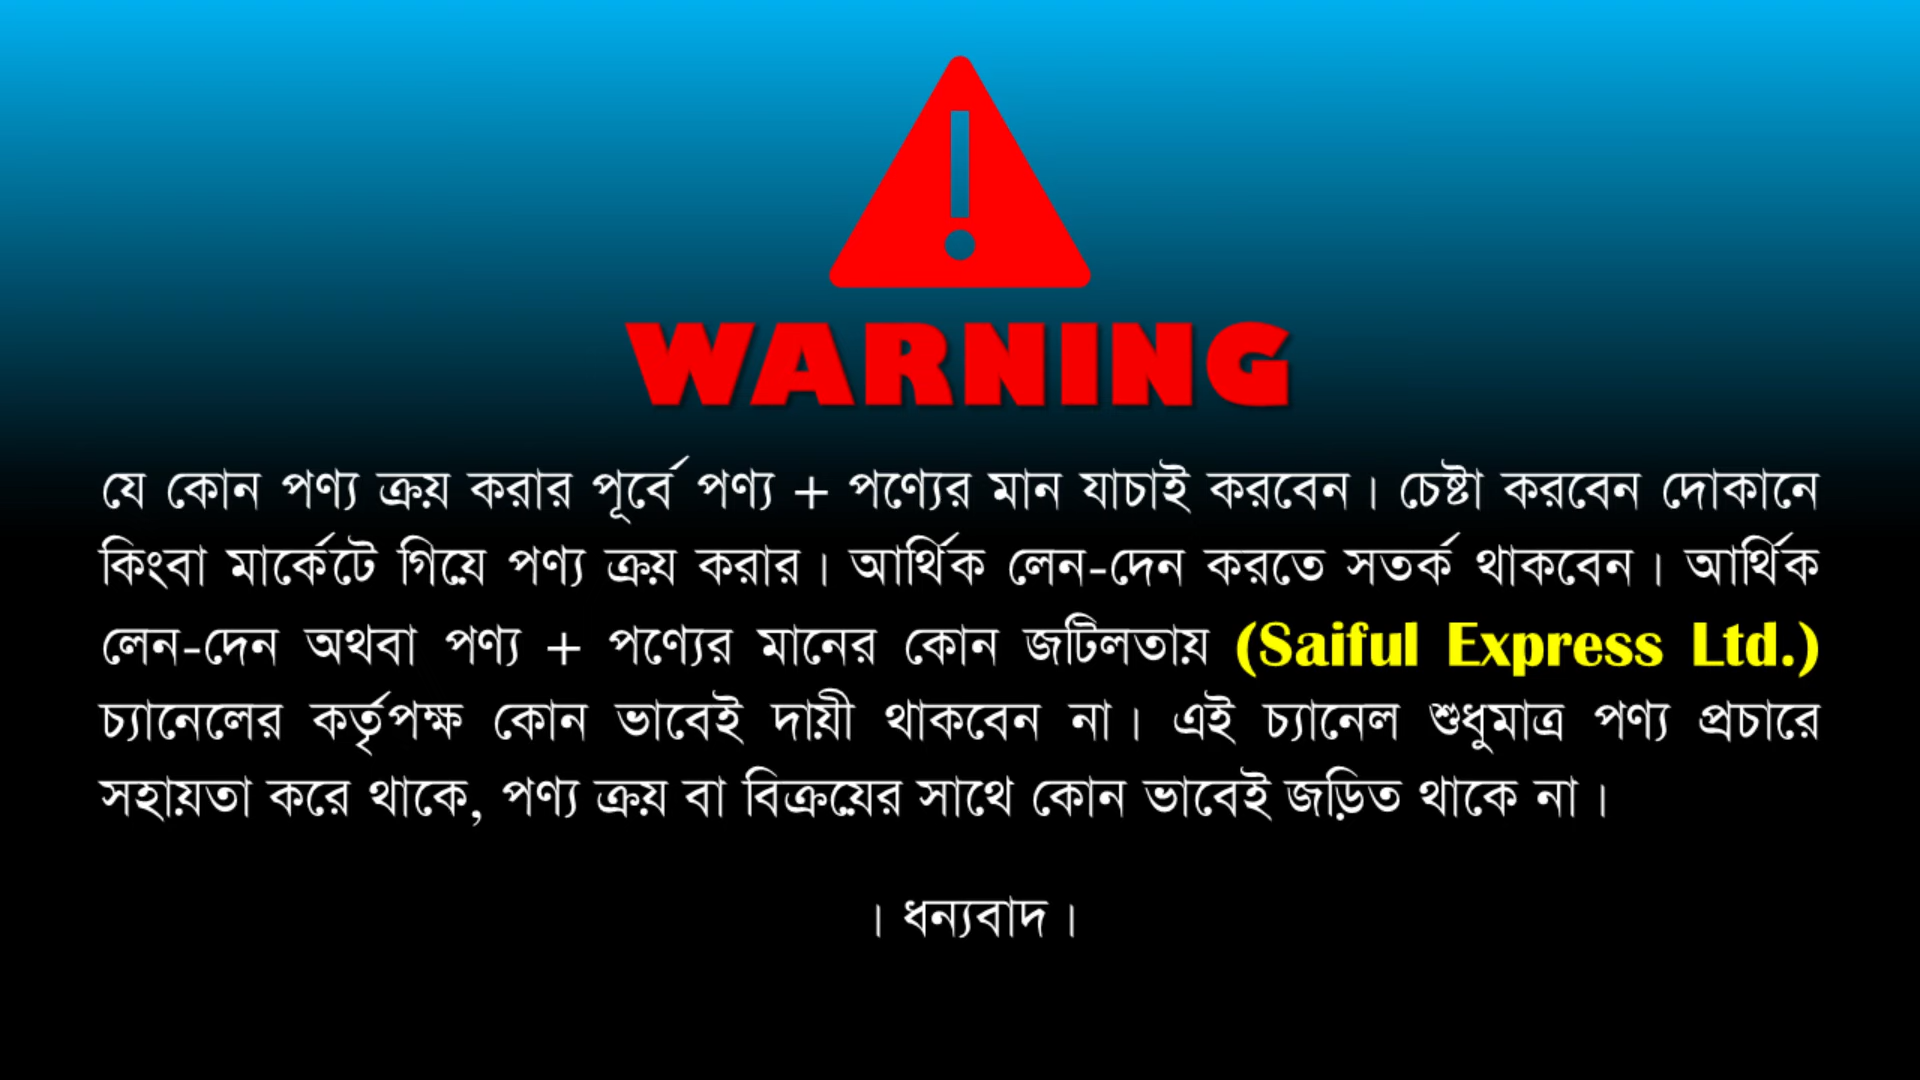 WARNING
যে কোন পণ্য ক্রয় করার পূর্বে পণ্য + পণ্যের মান যাচাই করবেন। চেষ্টা করবেন দোকানে
কিংবা মার্কেটে গিয়ে পণ্য ক্রয় করার। আর্থিক লেন-দেন করতে সতর্ক থাকবেন। আর্থিক
লেন-দেন অথবা পণ্য + পণ্যের মানের কোন জটিলতায় (Saiful Express Ltd.)
চ্যানেলের কর্তৃপক্ষ কোন ভাবেই দায়ী থাকবেন না। এই চ্যানেল শুধুমাত্র পণ্য প্রচারে
সহায়তা করে থাকে, পণ্য ক্রয় বা বিক্রয়ের সাথে কোন ভাবেই জড়িত থাকে না।
। ধন্যবাদ ।